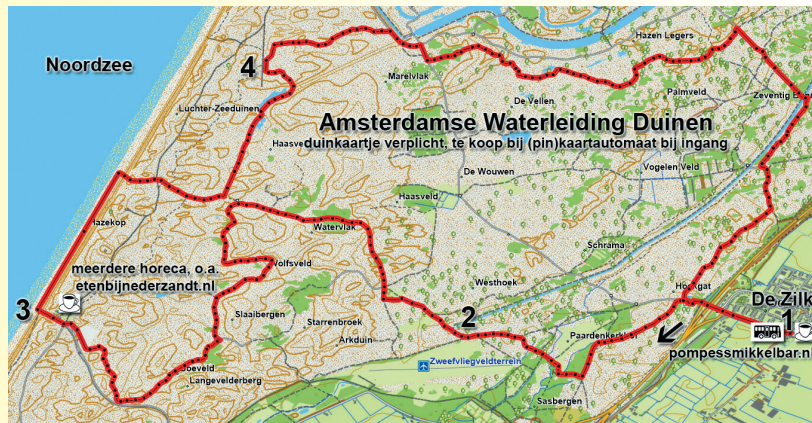 Noordzee
4
Hazen Legers
Marelvlak
Palmveld
Zeventig
De Vellen
Luchter-Zeeduinen
Amsterdamse Waterleiding Duinen
duinkaartje verplicht, te koop bij (pin)kaartautomaat bij ingang
De Wouwen
Vogelen Veld
Haasveld
Hazekop
Watervlak
Schrama
Wolfsveld
meerdere horeca, o.a.
etenbijnederzandt.nl
Westhoek
De Zilk
3
2
1
Slaaibergen
Starrenbroek
Arkduin
pompessmikkelbar.nl
Zweefvliegveldterrein
Langevelderberg
Sasbergen